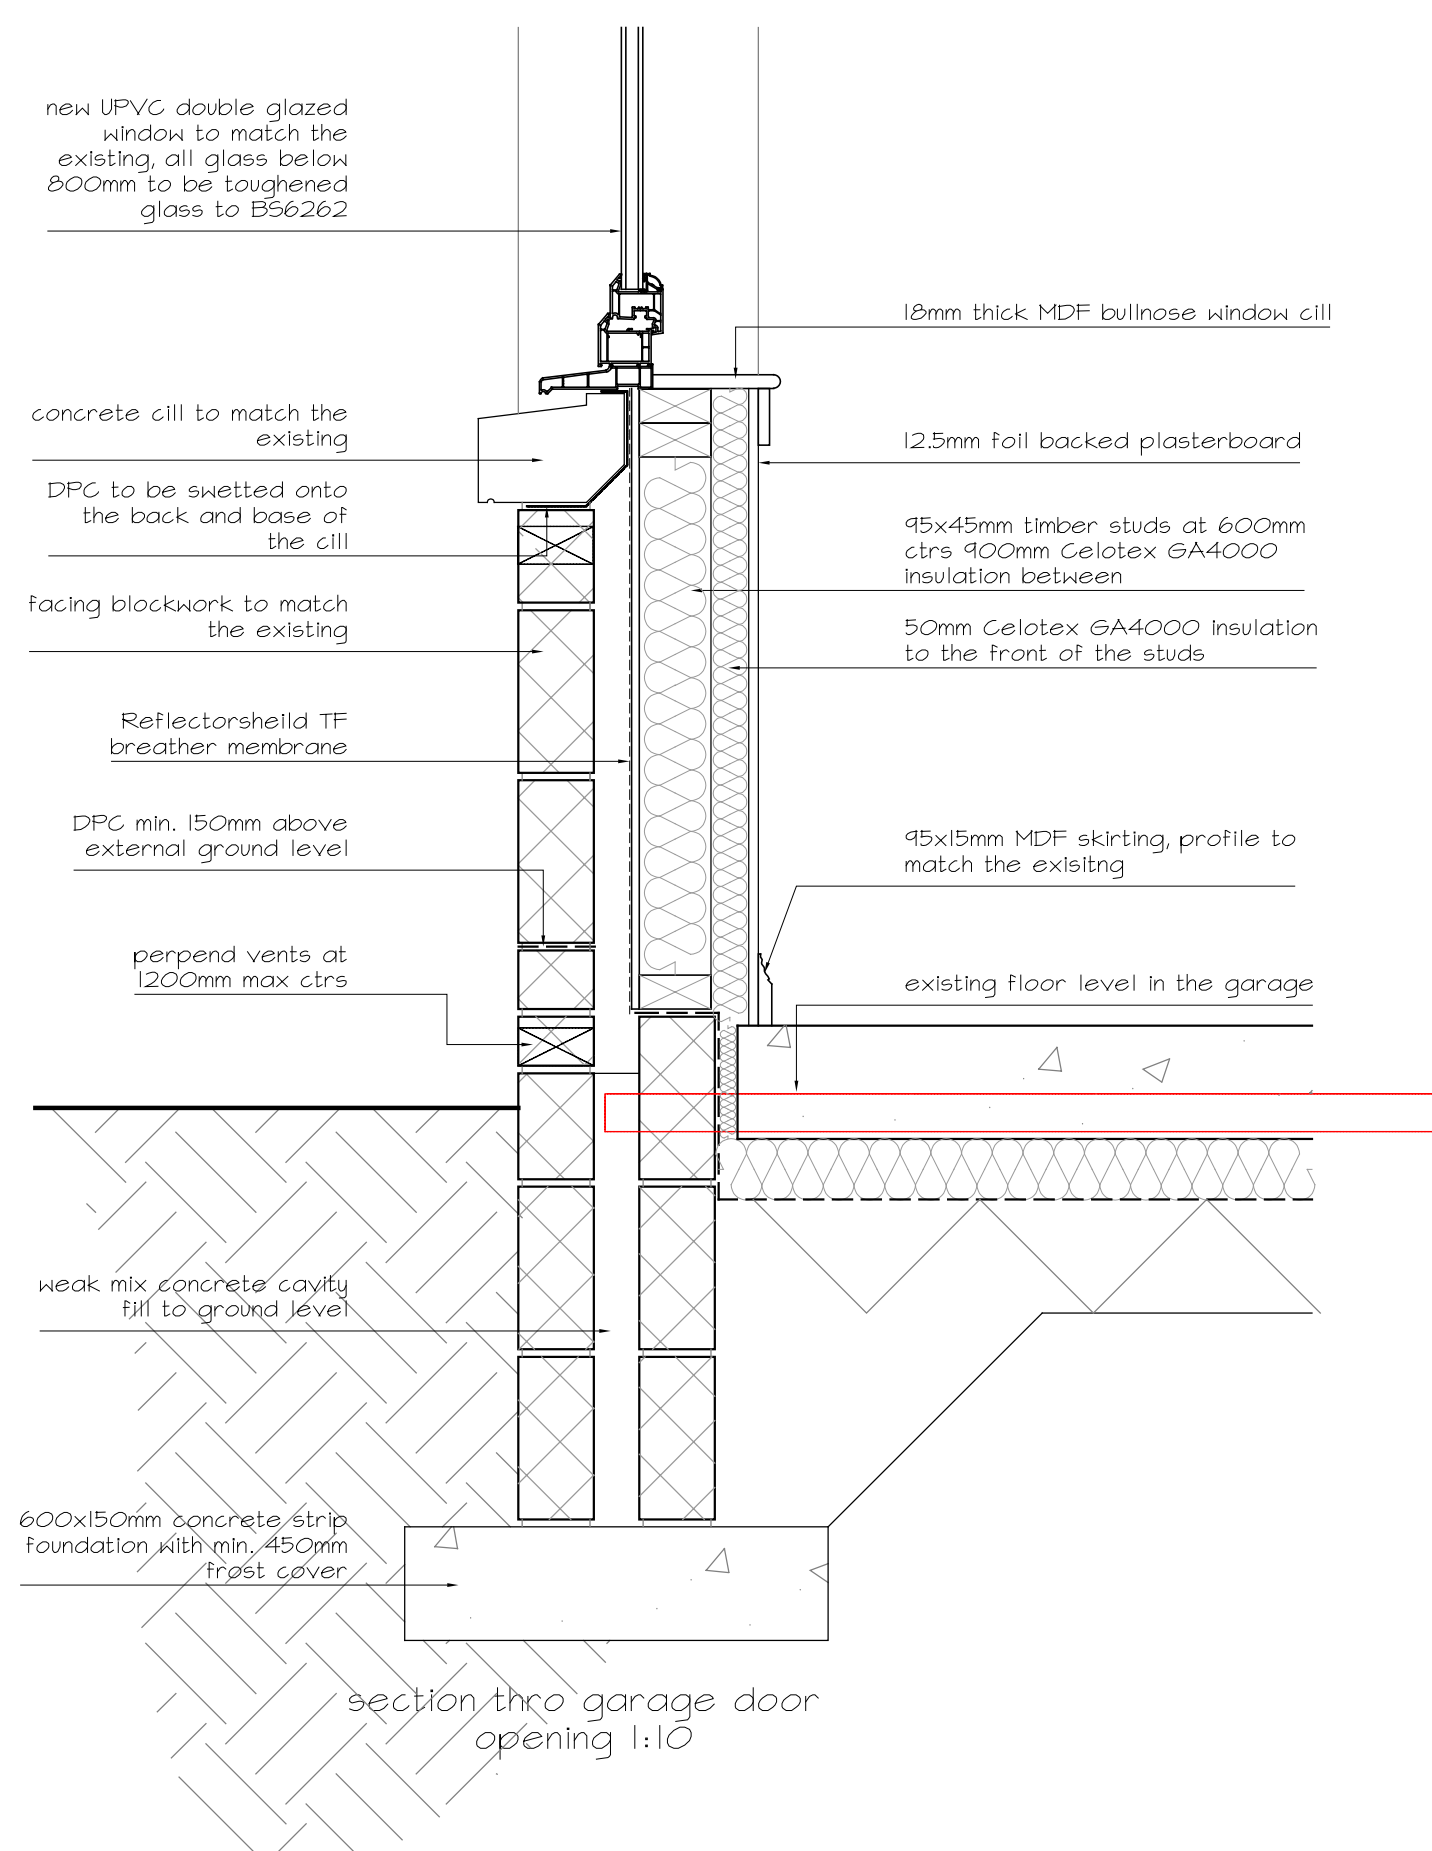 new UPVC double glazed
window to match the
existing, all glass below
800mm to be toughened
glass to BS6262
concrete cill to match the
existing
DPC to be swetted onto
the back and base of
the cill
facing blockwork to match
the existing
Reflectorsheild TF
breather membrane
DPC min. 150mm above
external ground level
perpend vents at
1200mm max ctrs
weak mix concrete cavity
fill to ground level
600x150mm concrete strip
foundation with min. 450mm
frost cover
18mm thick MDF bullnose window cill
12.5mm foil backed plasterboard
95x45mm timber studs at 600mm
ctrs 900mm Celotex GA4000
insulation between
50mm Celotex GA4000 insulation
to the front of the studs
95x15mm MDF skirting, profile to
match the exisitng
existing floor level in the garage
section thro garage door
opening 1:10